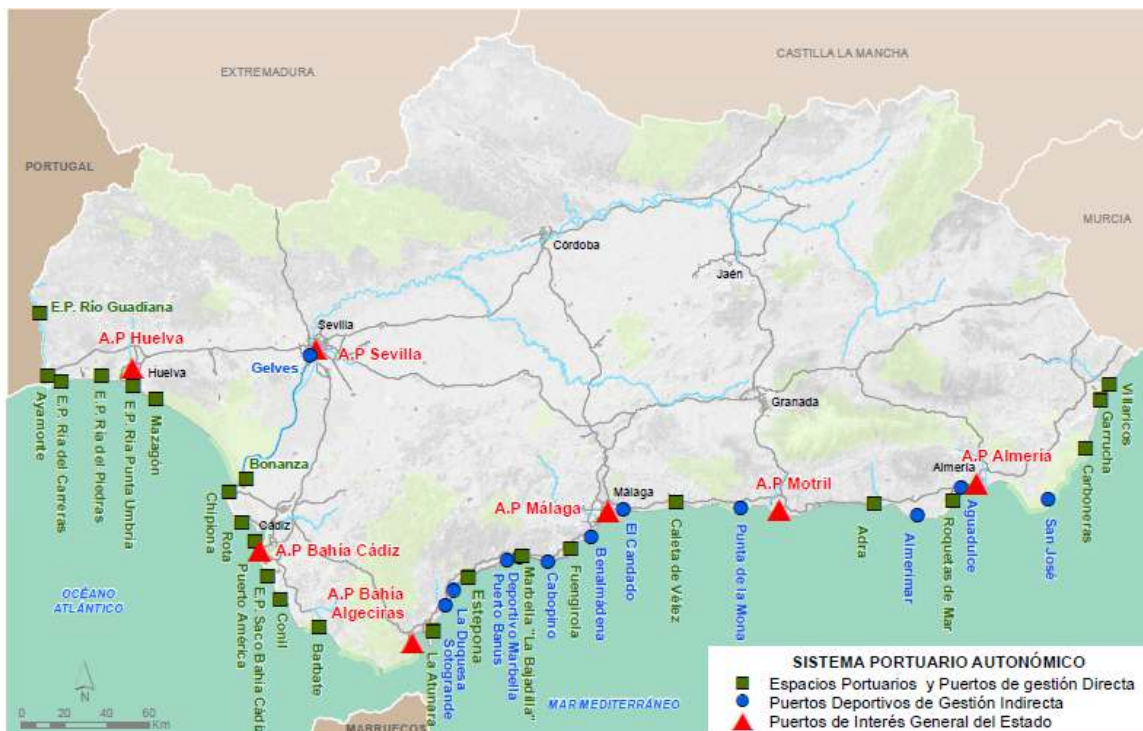 EXTREMADURA
CASTILLA LA MANCHA
PORTUGAL
MURCIA
Córdoba
Jaén
E.P. Río Guadiana
A.P Huelva
Huelva
Sevilla
A.P Sevilla
Gelves
Granada
Ayamonte
E.P. Ría del Carreras
E.P. Ría del Piedras
E.P. Ría Punta Umbría
Mazagón
Bonanza
Chipiona
Rota
Puerto América
Cádiz
A.P Bahía Cádiz
E.P. Saco Bahía Cádiz
Conil
Barbate
A.P Bahía
Algeciras
La Atunara
Sotogrande
La Duquesa
Estepona
Puerto Banus
Deportivo Marbella
Marbella "La Bajadilla"
Cabopino
Fuengirola
Benalmádena
A.P Málaga
Málaga
El Candado
Caleta de Vélez
Punta de la Mona
A.P Motril
Adra
Almerimar
Roquetas de Mar
Aguadulce
Almería
A.P Almería
San José
Carboneras
Garrucha
Villaricos
OCÉANO
ATLÁNTICO
MAR MEDITERRÁNEO
MARRUECOS
N
0 20 40 60
Km
SISTEMA PORTUARIO AUTONÓMICO
Espacios Portuarios y Puertos de gestión Directa
Puertos Deportivos de Gestión Indirecta
Puertos de Interés General del Estado